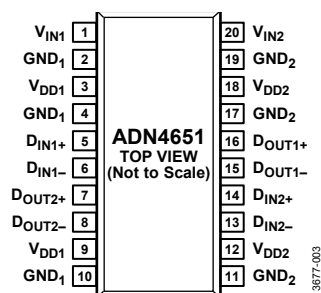 VIN1 1 20 VIN2
GND1 2 19 GND2
VDD1 3 18 VDD2
GND1 4 17 GND2
DIN1+ 5 ADN4651 16 DOUT1+
TOP VIEW
DIN1– 6 (Not to Scale) 15 DOUT1–
DOUT2+ 7 14 DIN2+
DOUT2– 8 13 DIN2–
VDD1 9 12 VDD2
GND1 10 11 GND2
3677-003